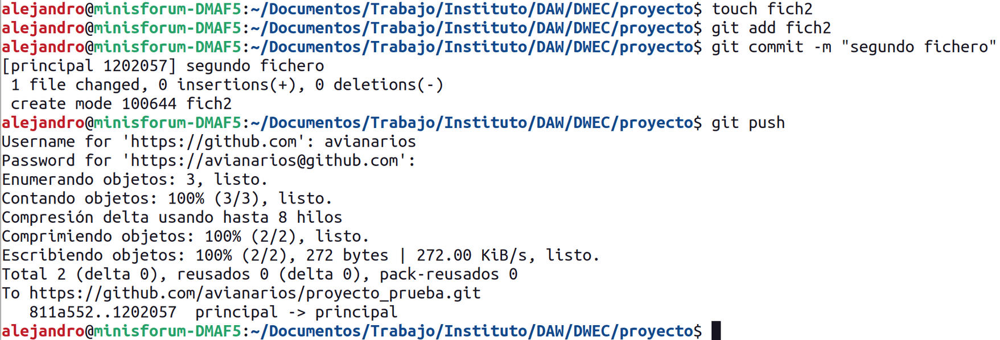 alejandro@minisforum-DMAF5:~/Documentos/Trabajo/Instituto/DAW/DWEC/proyecto$ touch fich2
alejandro@minisforum-DMAF5:~/Documentos/Trabajo/Instituto/DAW/DWEC/proyecto$ git add fich2
alejandro@minisforum-DMAF5:~/Documentos/Trabajo/Instituto/DAW/DWEC/proyecto$ git commit -m "segundo fichero"
[principal 1202057] segundo fichero
 1 file changed, 0 insertions(+), 0 deletions(-)
 create mode 100644 fich2
alejandro@minisforum-DMAF5:~/Documentos/Trabajo/Instituto/DAW/DWEC/proyecto$ git push
Username for 'https://github.com': avianarios
Password for 'https://avianarios@github.com':
Enumerando objetos: 3, listo.
Contando objetos: 100% (3/3), listo.
Compresión delta usando hasta 8 hilos
Comprimiendo objetos: 100% (2/2), listo.
Escribiendo objetos: 100% (2/2), 272 bytes | 272.00 KiB/s, listo.
Total 2 (delta 0), reusados 0 (delta 0), pack-reusados 0
To https://github.com/avianarios/proyecto_prueba.git
   811a552..1202057  principal -> principal
alejandro@minisforum-DMAF5:~/Documentos/Trabajo/Instituto/DAW/DWEC/proyecto$